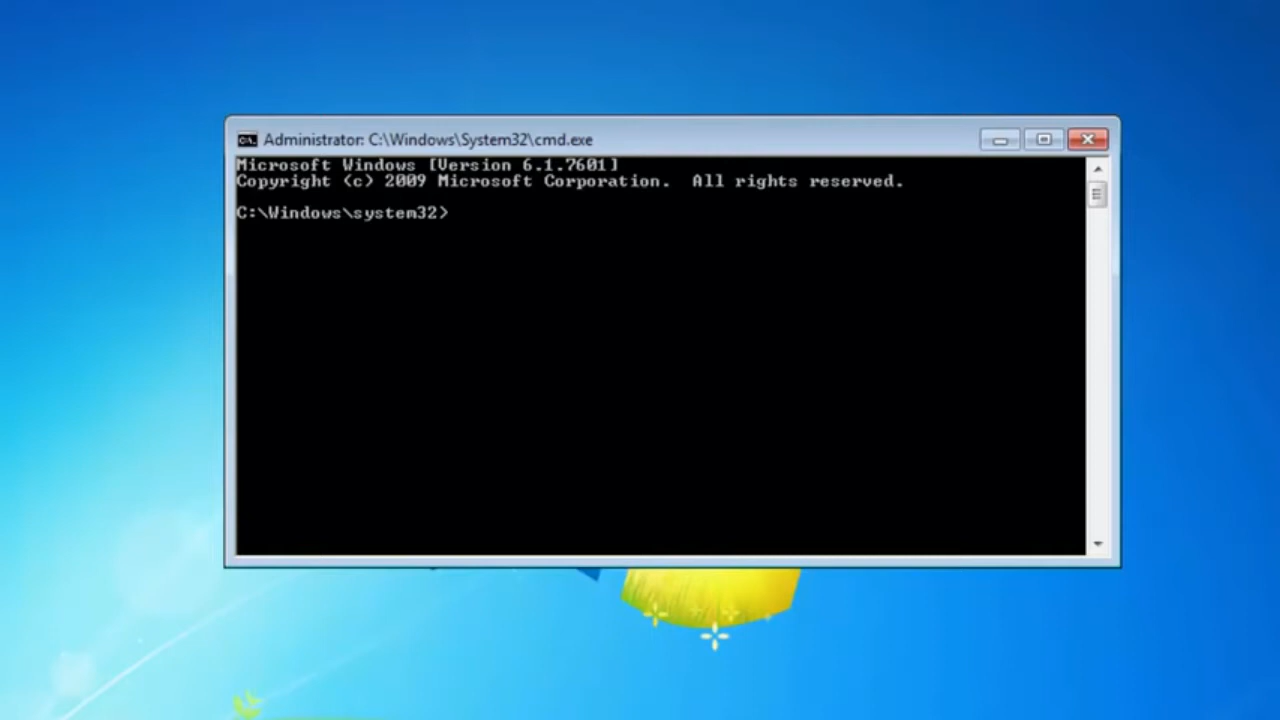 Administrator: C:\Windows\System32\cmd.exe
Microsoft Windows [Version 6.1.7601]
Copyright (c) 2009 Microsoft Corporation.  All rights reserved.
C:\Windows\system32>